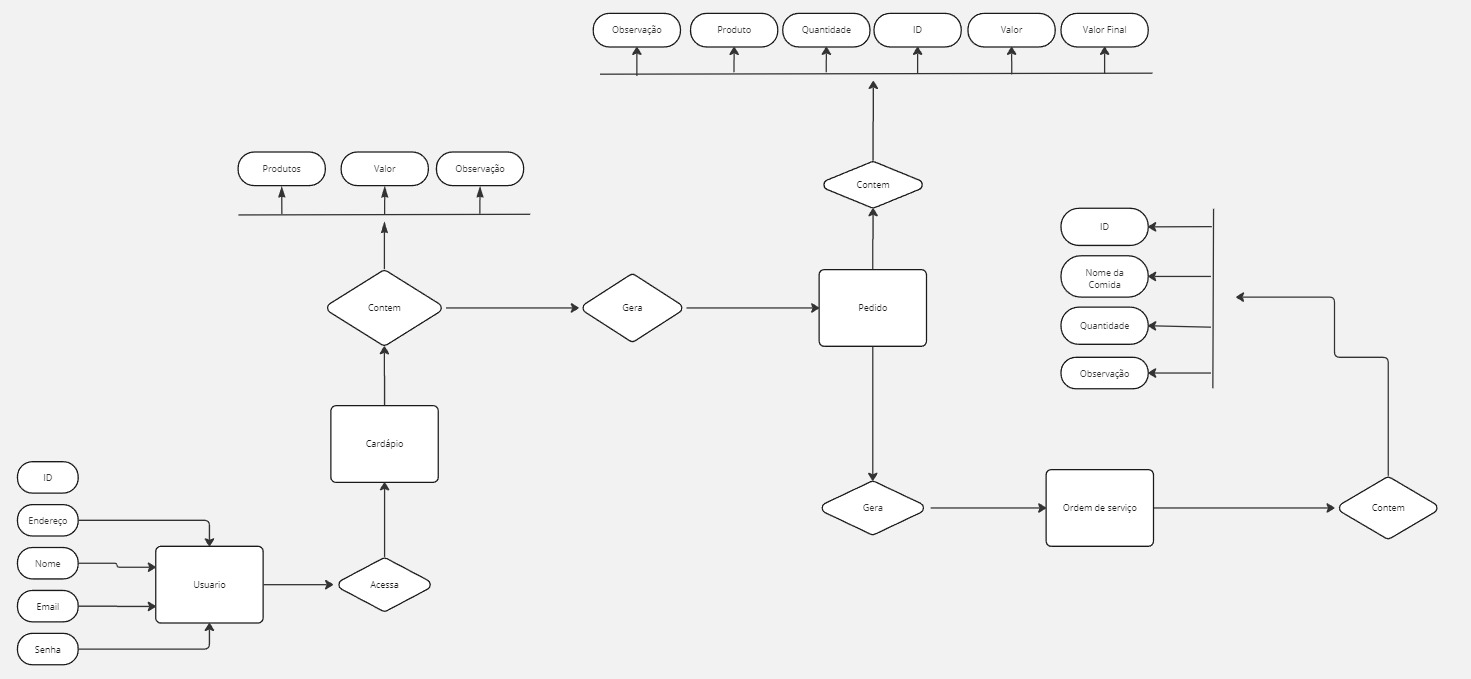 Observação
Produto
Quantidade
ID
Valor
Valor Final
Produtos
Valor
Observação
Contem
ID
Nome da
Comida
Quantidade
Observação
Contem
Gera
Pedido
Cardápio
ID
Endereço
Nome
Email
Senha
Usuario
Acessa
Gera
Ordem de serviço
Contem